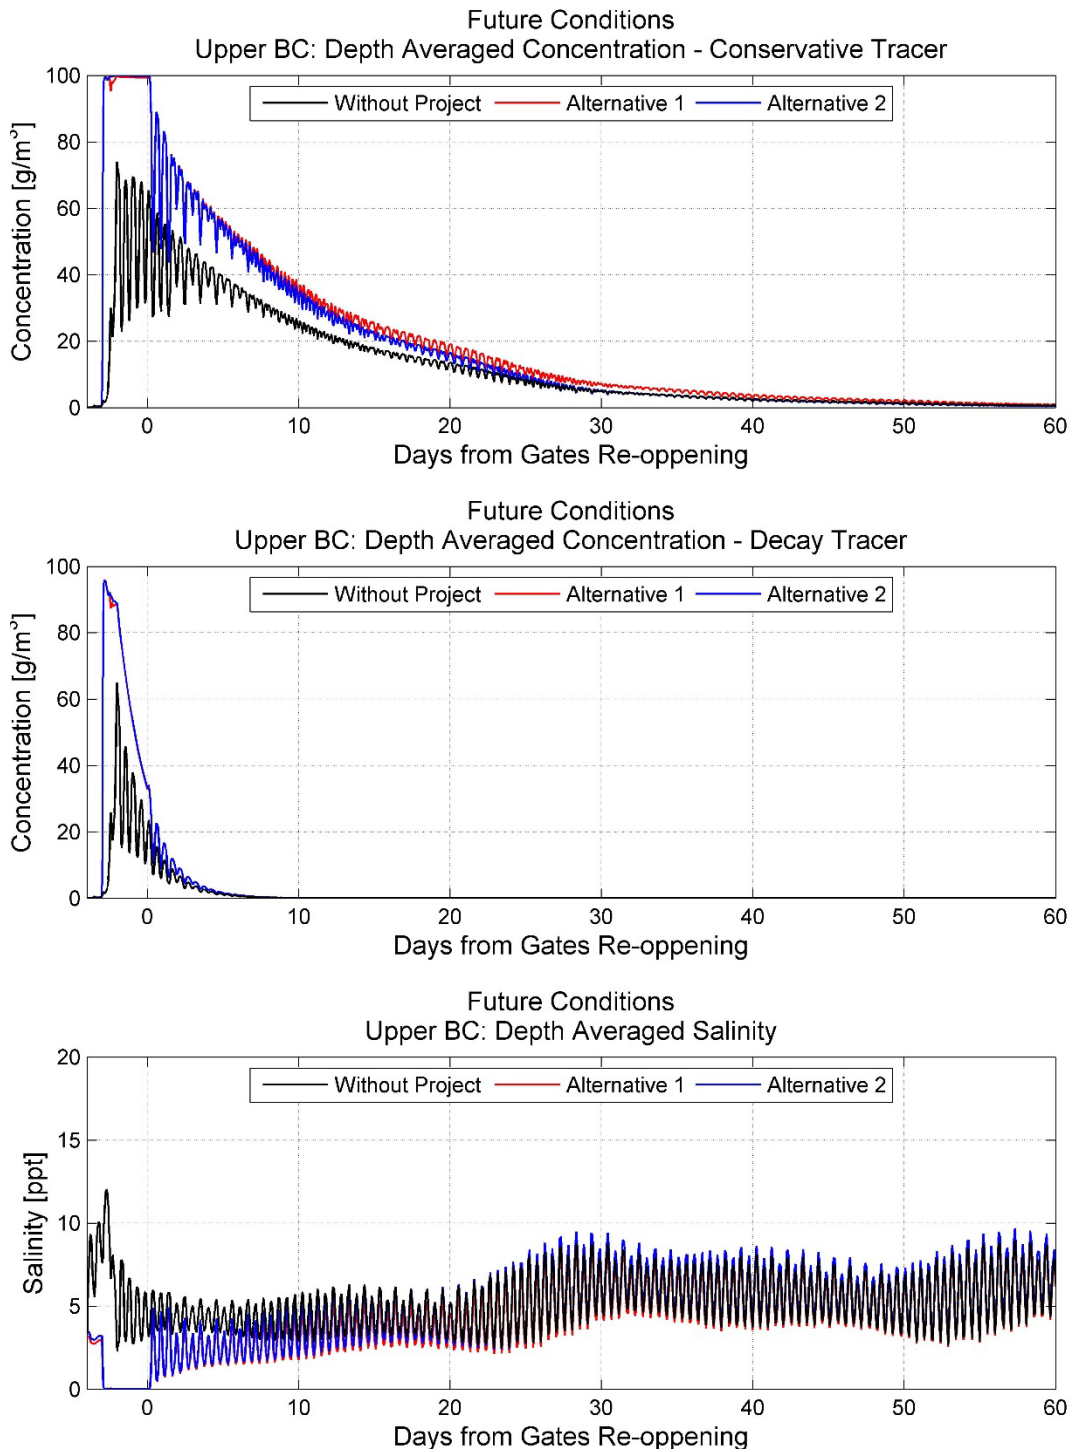 Future Conditions
Upper BC: Depth Averaged Concentration - Conservative Tracer
Without Project Alternative 1 Alternative 2
Concentration [g/m³]
100
80
60
40
20
0
0 10 20 30 40 50 60
Days from Gates Re-oppening
Future Conditions
Upper BC: Depth Averaged Concentration - Decay Tracer
Without Project Alternative 1 Alternative 2
Concentration [g/m³]
100
80
60
40
20
0
0 10 20 30 40 50 60
Days from Gates Re-oppening
Future Conditions
Upper BC: Depth Averaged Salinity
Without Project Alternative 1 Alternative 2
Salinity [ppt]
20
15
10
5
0
0 10 20 30 40 50 60
Days from Gates Re-oppening